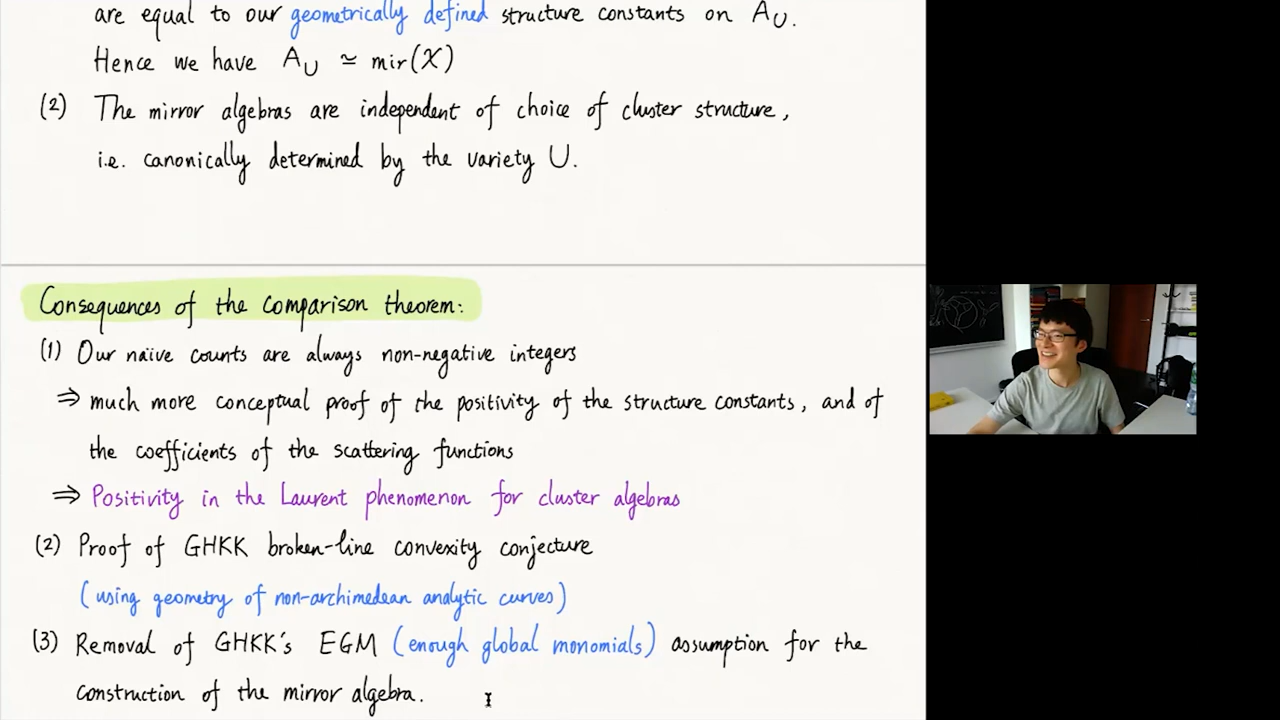 are equal to our geometrically defined structure constants on A_U.
Hence we have A_U ≃ mir(X)
(2) The mirror algebras are independent of choice of cluster structure,
i.e. canonically determined by the variety U.
Consequences of the comparison theorem:
(1) Our naïve counts are always non-negative integers
⇒ much more conceptual proof of the positivity of the structure constants, and of
the coefficients of the scattering functions
⇒ Positivity in the Laurent phenomenon for cluster algebras
(2) Proof of GHKK broken-line convexity conjecture
(using geometry of non-archimedean analytic curves)
(3) Removal of GHKK's EGM (enough global monomials) assumption for the
construction of the mirror algebra.